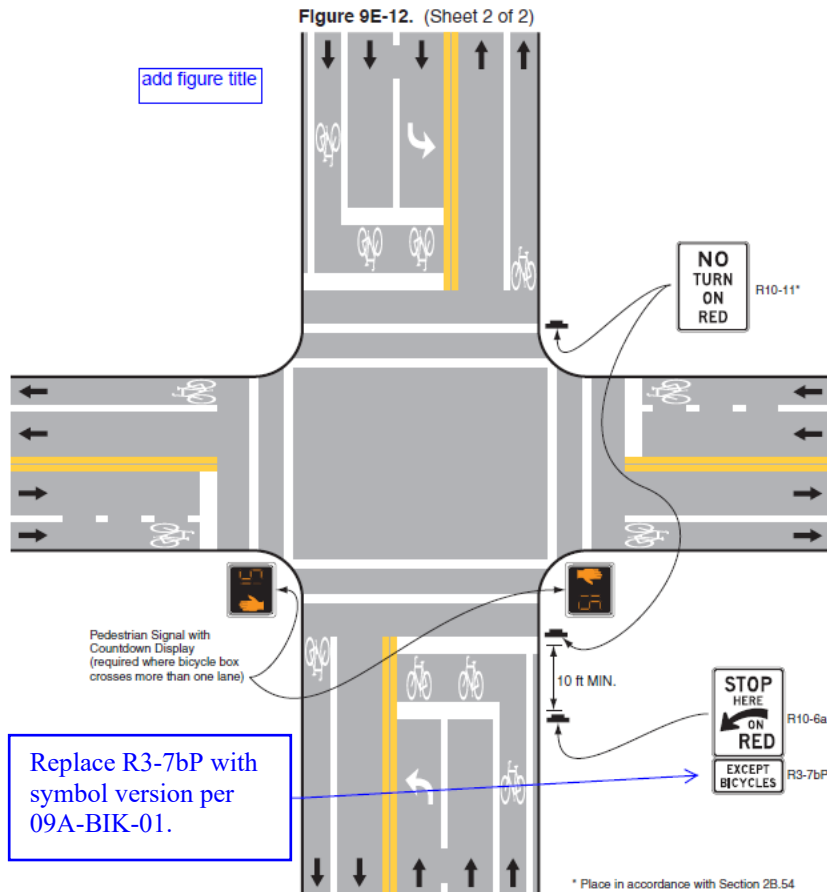 Figure 9E-12. (Sheet 2 of 2)
add figure title
NO
TURN
ON
RED
R10-11*
Pedestrian Signal with
Countdown Display
(required where bicycle box
crosses more than one lane)
10 ft MIN.
STOP
HERE
ON
RED
R10-6a
EXCEPT
BICYCLES
R3-7bP
Replace R3-7bP with
symbol version per
09A-BIK-01.
* Place in accordance with Section 2B.54